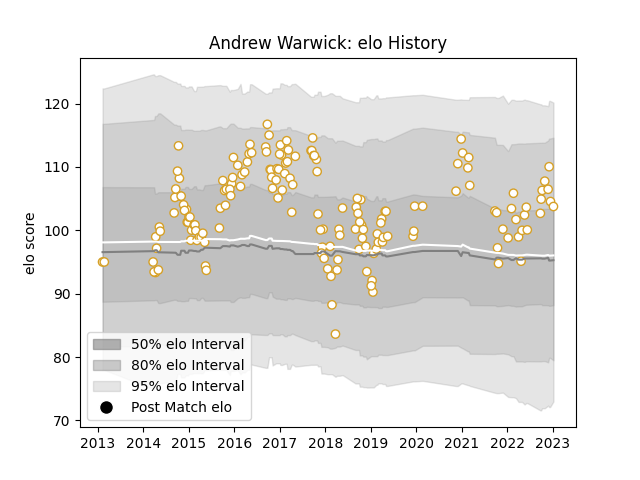 Andrew Warwick: elo History
elo score
120
110
100
90
80
70
50% elo Interval
80% elo Interval
95% elo Interval
Post Match elo
2013 2014 2015 2016 2017 2018 2019 2020 2021 2022 2023